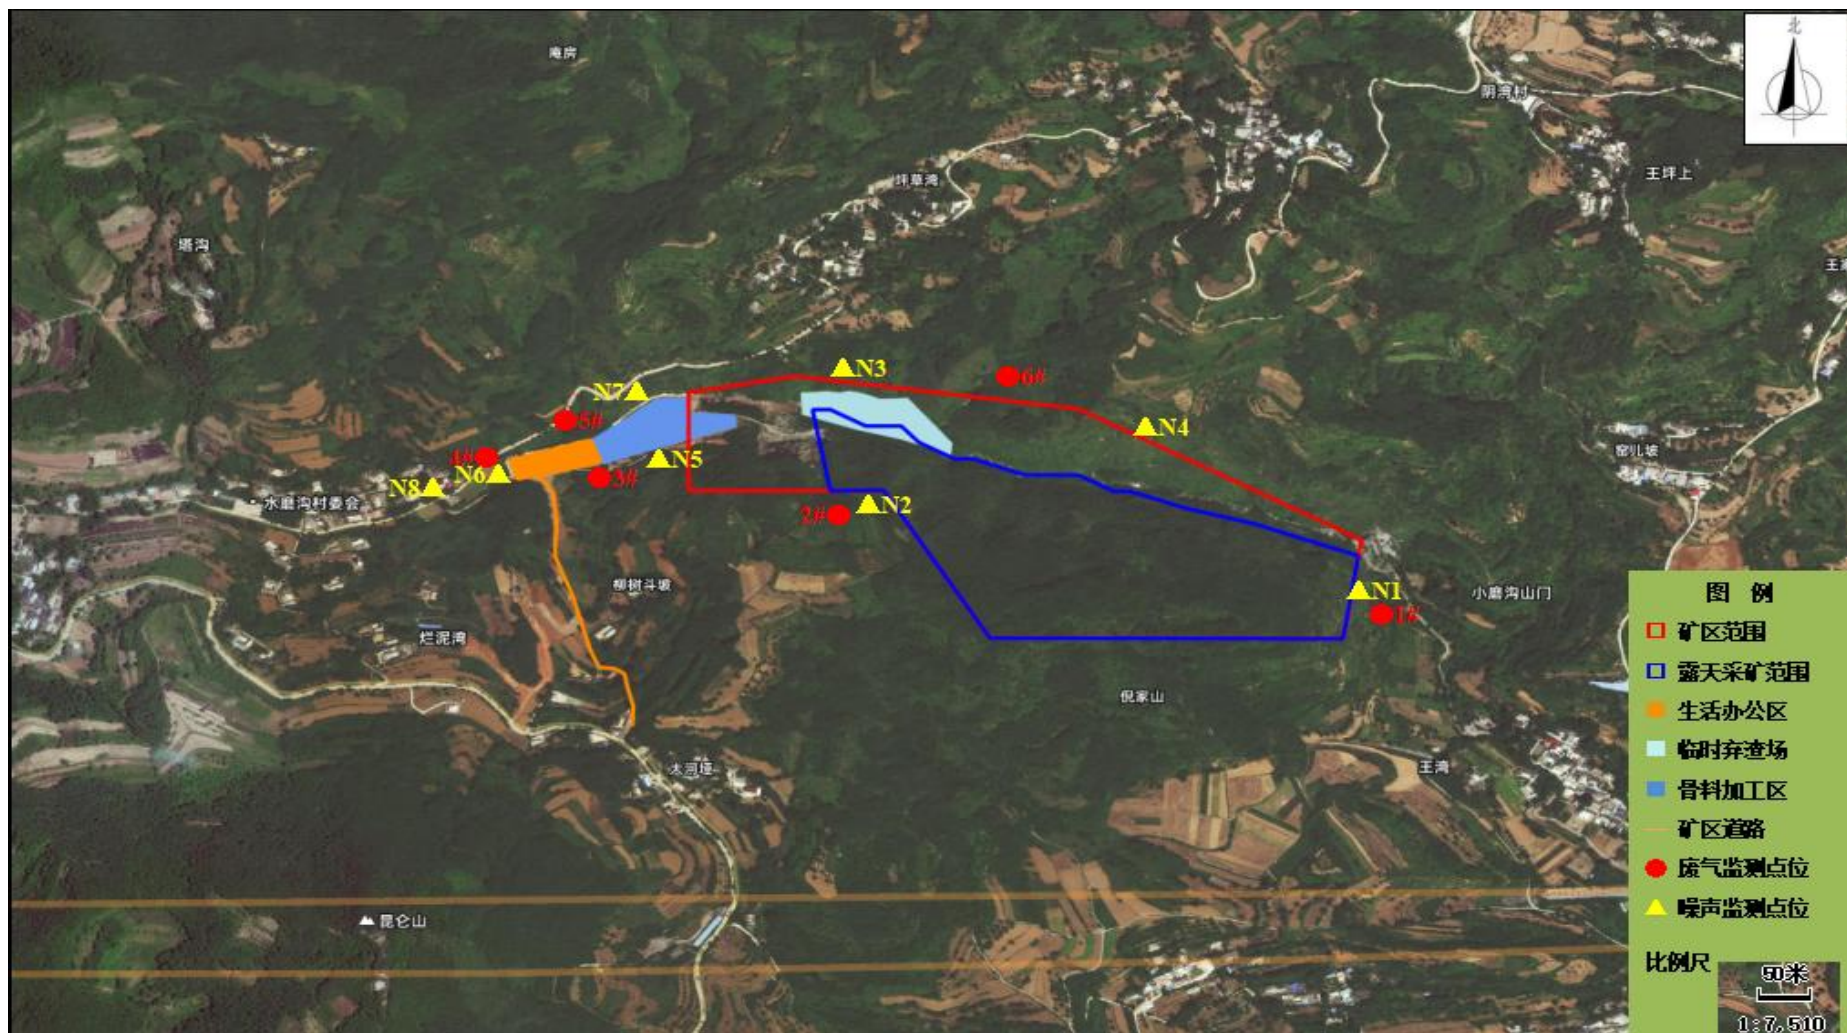 北
庵房
阴湾村
王坪上
坪草湾
塔沟
N3
6#
N7
5#
N4
窑儿坡
4#
N6
N5
3#
N8
水磨沟村委会
2#
N2
柳树斗坡
N1
1#
小磨沟山门
烂泥湾
倪家山
大河垭
王湾
昆仑山
图 例
矿区范围
露天采矿范围
生活办公区
临时弃渣场
骨料加工区
矿区道路
废气监测点位
噪声监测点位
比例尺
50米
1:7,510